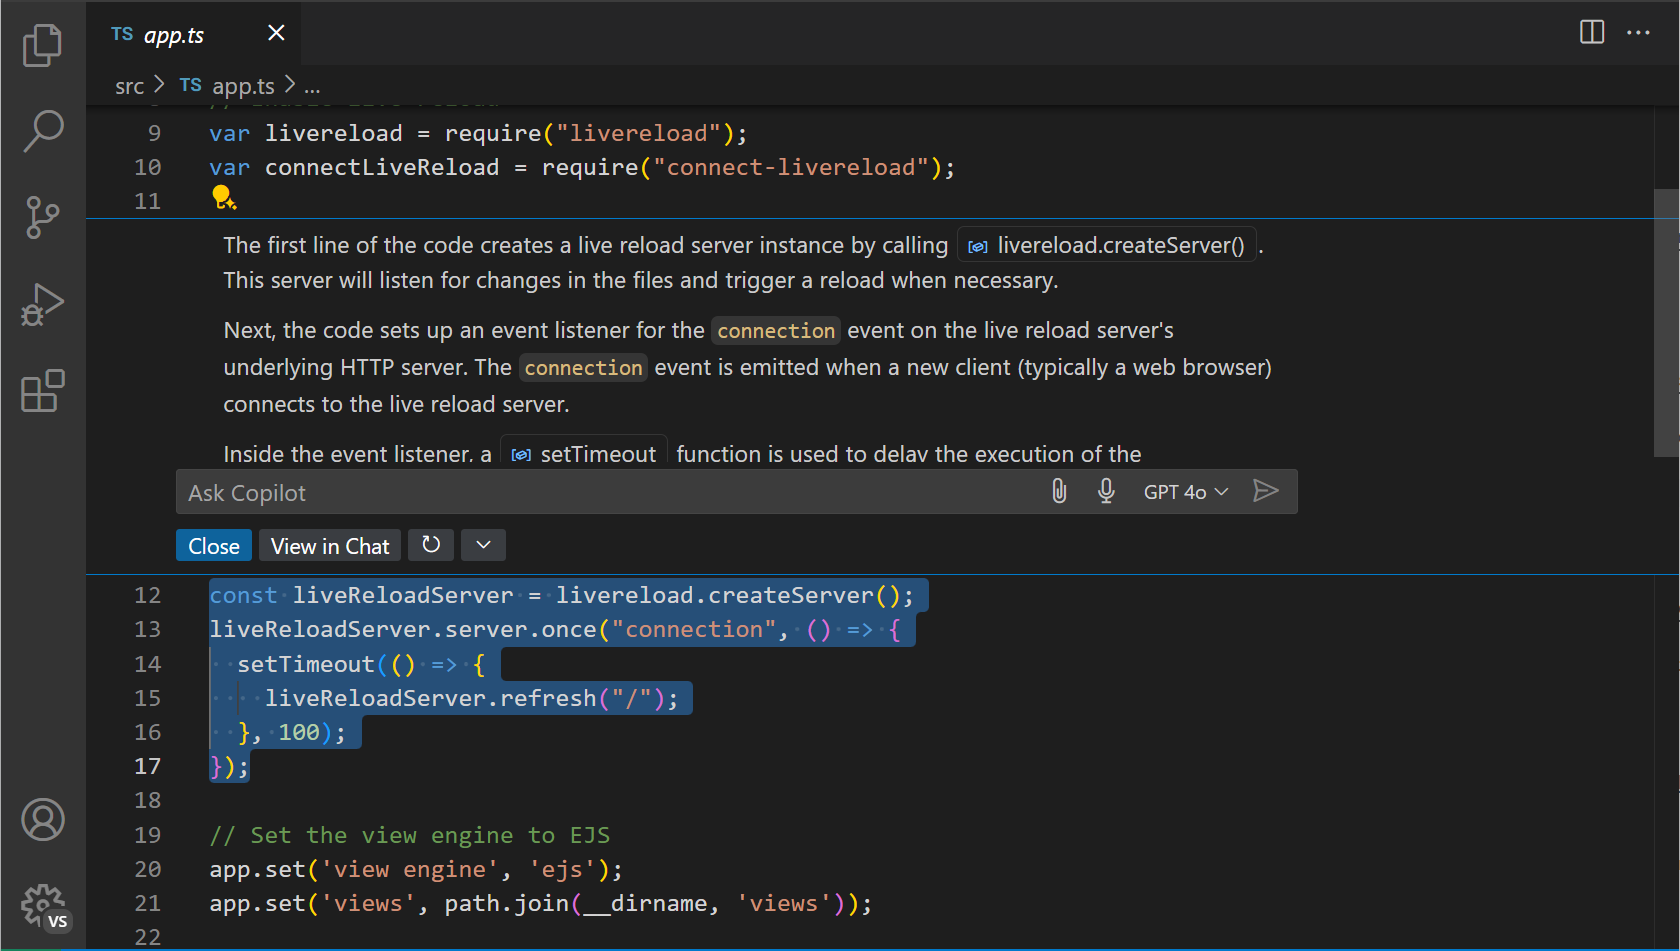 TS app.ts
src > TS app.ts > ...
9 var livereload = require("livereload");
10 var connectLiveReload = require("connect-livereload");
11
The first line of the code creates a live reload server instance by calling livereload.createServer() .
This server will listen for changes in the files and trigger a reload when necessary.
Next, the code sets up an event listener for the connection event on the live reload server's
underlying HTTP server. The connection event is emitted when a new client (typically a web browser)
connects to the live reload server.
Inside the event listener, a setTimeout function is used to delay the execution of the
Ask Copilot GPT 4o
Close View in Chat
12 const liveReloadServer = livereload.createServer();
13 liveReloadServer.server.once("connection", () => {
14 setTimeout(() => {
15 liveReloadServer.refresh("/");
16 }, 100);
17 });
18
19 // Set the view engine to EJS
20 app.set('view engine', 'ejs');
21 app.set('views', path.join(__dirname, 'views'));
22
VS